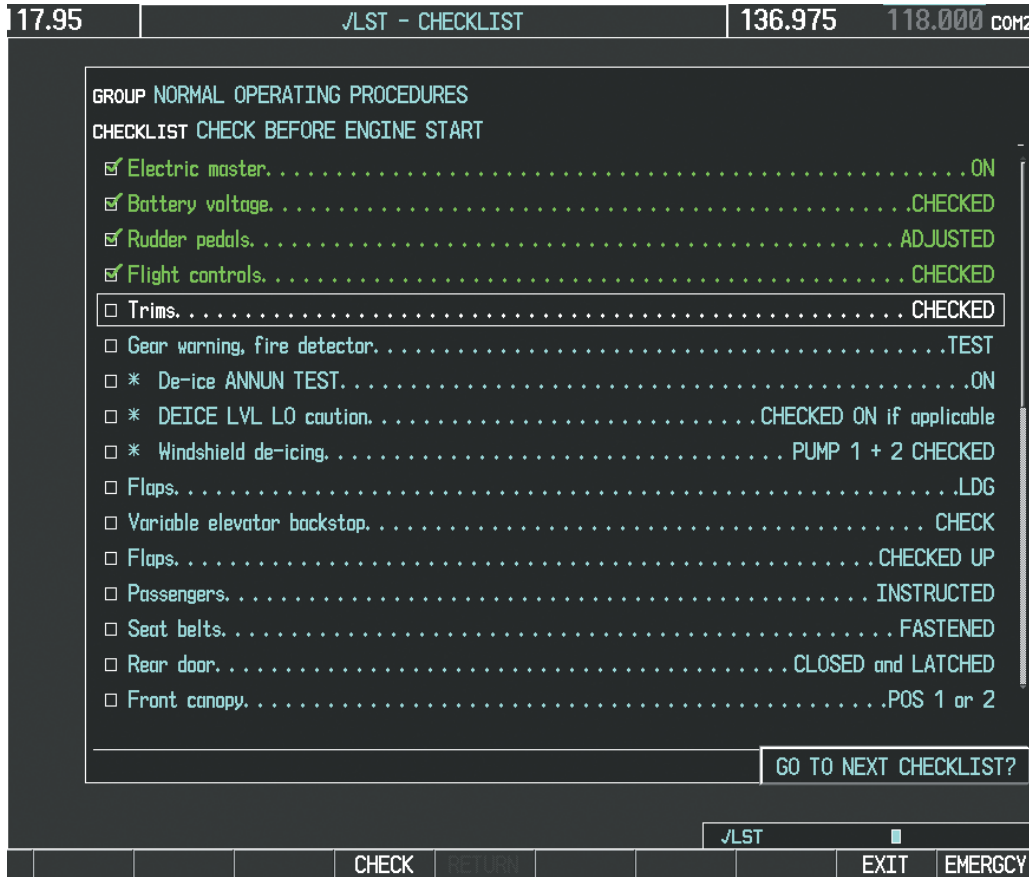 117.95 √LST - CHECKLIST 136.975 118.000 COM2
GROUP NORMAL OPERATING PROCEDURES
CHECKLIST CHECK BEFORE ENGINE START
Electric master. . . . . . . . . . . . . . . . . . . . . . . . . . . . . . . . . . . . . . . . . . . . . . . . . . ON
Battery voltage. . . . . . . . . . . . . . . . . . . . . . . . . . . . . . . . . . . . . . . . . . . . . .CHECKED
Rudder pedals. . . . . . . . . . . . . . . . . . . . . . . . . . . . . . . . . . . . . . . . . . . . . . ADJUSTED
Flight controls. . . . . . . . . . . . . . . . . . . . . . . . . . . . . . . . . . . . . . . . . . . . . CHECKED
Trims. . . . . . . . . . . . . . . . . . . . . . . . . . . . . . . . . . . . . . . . . . . . . . . . . . CHECKED
Gear warning, fire detector. . . . . . . . . . . . . . . . . . . . . . . . . . . . . . . . . . . . . . . .TEST
* De-ice ANNUN TEST. . . . . . . . . . . . . . . . . . . . . . . . . . . . . . . . . . . . . . . . . . . .ON
* DEICE LVL LO caution. . . . . . . . . . . . . . . . . . . . . . . . . . . .CHECKED ON if applicable
* Windshield de-icing. . . . . . . . . . . . . . . . . . . . . . . . . . . . . . . . . PUMP 1 + 2 CHECKED
Flaps. . . . . . . . . . . . . . . . . . . . . . . . . . . . . . . . . . . . . . . . . . . . . . . . . . . . .LDG
Variable elevator backstop. . . . . . . . . . . . . . . . . . . . . . . . . . . . . . . . . . . . . . . CHECK
Flaps. . . . . . . . . . . . . . . . . . . . . . . . . . . . . . . . . . . . . . . . . . . . . . . .CHECKED UP
Passengers. . . . . . . . . . . . . . . . . . . . . . . . . . . . . . . . . . . . . . . . . . . . . INSTRUCTED
Seat belts. . . . . . . . . . . . . . . . . . . . . . . . . . . . . . . . . . . . . . . . . . . . . . . FASTENED
Rear door. . . . . . . . . . . . . . . . . . . . . . . . . . . . . . . . . . . . . . . . CLOSED and LATCHED
Front canopy. . . . . . . . . . . . . . . . . . . . . . . . . . . . . . . . . . . . . . . . . . . . .POS 1 or 2
GO TO NEXT CHECKLIST?
√LST
CHECK RETURN EXIT EMERGCY